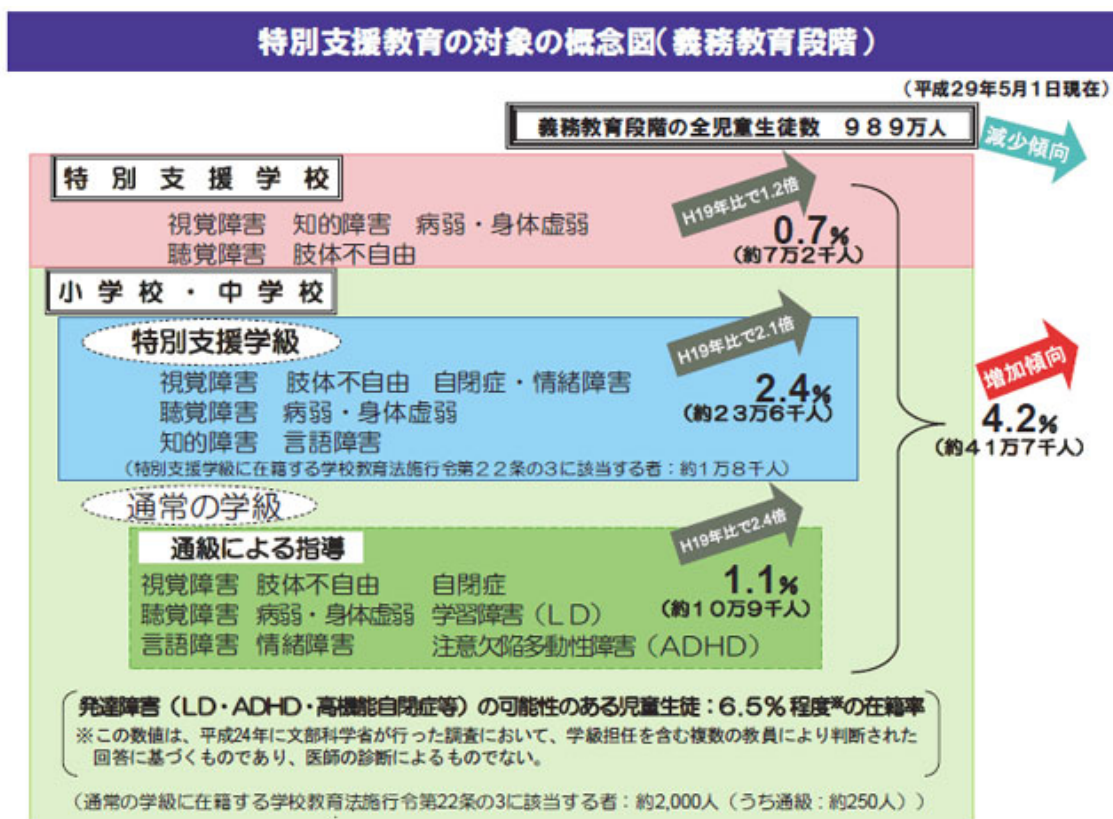 特別支援教育の対象の概念図(義務教育段階)
(平成29年5月1日現在)
義務教育段階の全児童生徒数 989万人
減少傾向
特別支援学校
H19年比で1.2倍
視覚障害 知的障害 病弱・身体虚弱
聴覚障害 肢体不自由
0.7%
(約7万2千人)
小学校・中学校
特別支援学級
H19年比で2.1倍
視覚障害 肢体不自由 自閉症・情緒障害
聴覚障害 病弱・身体虚弱
知的障害 言語障害
2.4%
(約23万6千人)
(特別支援学級に在籍する学校教育法施行令第22条の3に該当する者:約1万8千人)
増加傾向
4.2%
(約41万7千人)
通常の学級
通級による指導
H19年比で2.4倍
視覚障害 肢体不自由 自閉症
聴覚障害 病弱・身体虚弱 学習障害(LD)
言語障害 情緒障害 注意欠陥多動性障害(ADHD)
1.1%
(約10万9千人)
発達障害(LD・ADHD・高機能自閉症等)の可能性のある児童生徒:6.5%程度※の在籍率
※この数値は、平成24年に文部科学省が行った調査において、学級担任を含む複数の教員により判断された
回答に基づくものであり、医師の診断によるものでない。
(通常の学級に在籍する学校教育法施行令第22条の3に該当する者:約2,000人(うち通級:約250人))